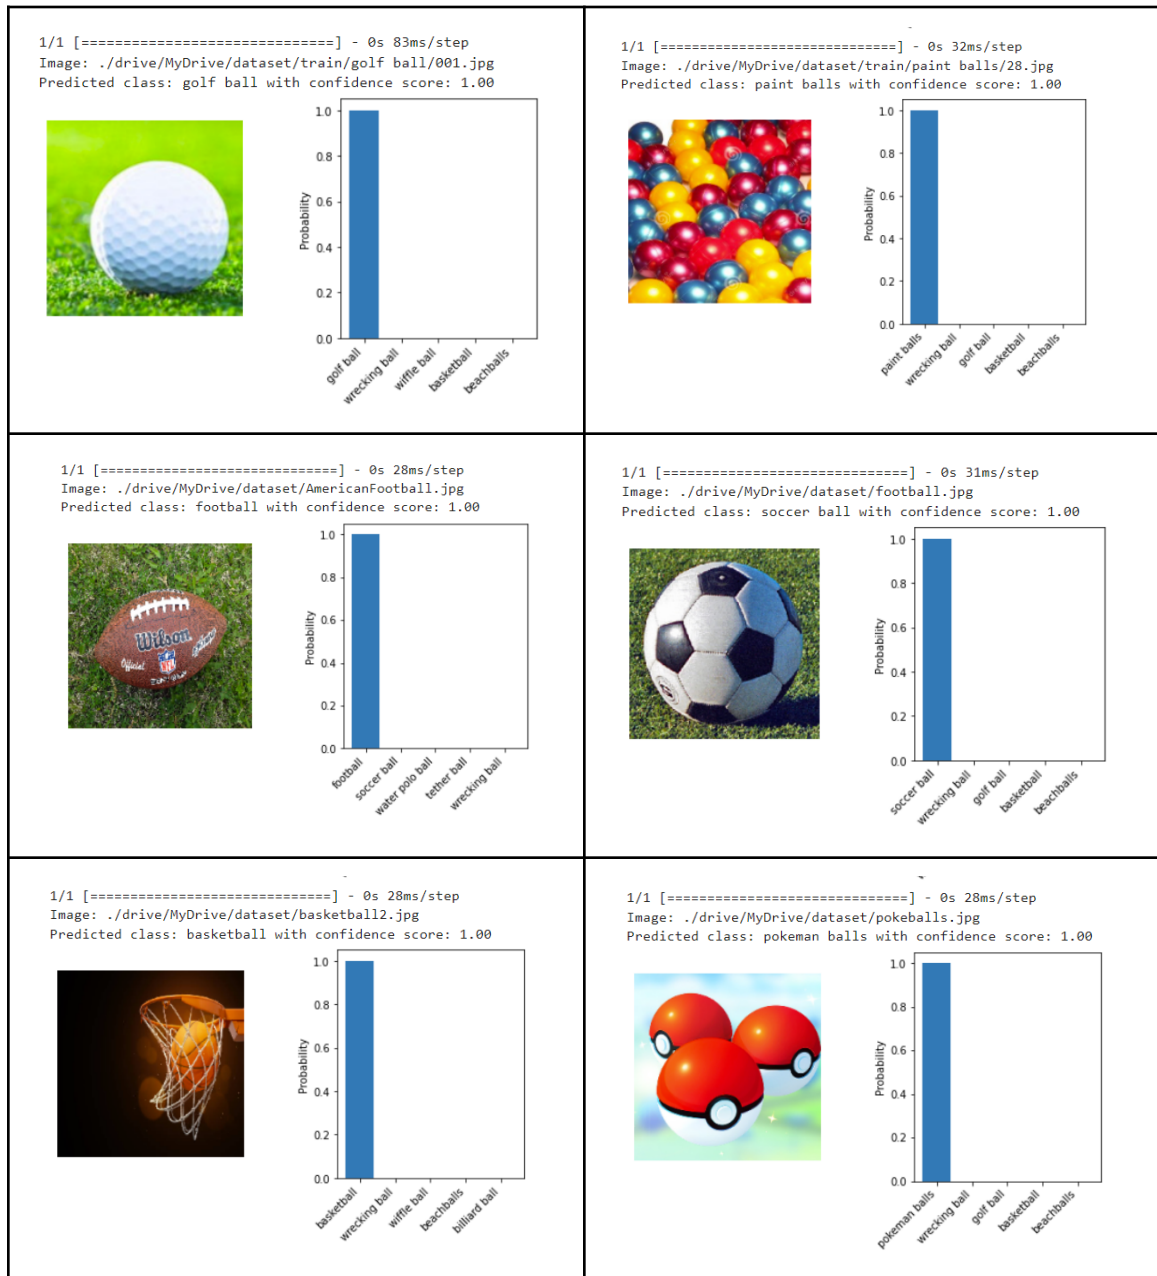 1/1 [==============================] - 0s 83ms/step
Image: ./drive/MyDrive/dataset/train/golf ball/001.jpg
Predicted class: golf ball with confidence score: 1.00
1.0
0.8
0.6
0.4
0.2
0.0
Probability
golf ball
wrecking ball
wiffle ball
basketball
beachballs
1/1 [==============================] - 0s 32ms/step
Image: ./drive/MyDrive/dataset/train/paint balls/28.jpg
Predicted class: paint balls with confidence score: 1.00
1.0
0.8
0.6
0.4
0.2
0.0
Probability
paint balls
wrecking ball
golf ball
basketball
beachballs
1/1 [==============================] - 0s 28ms/step
Image: ./drive/MyDrive/dataset/AmericanFootball.jpg
Predicted class: football with confidence score: 1.00
Wilson
Official
NFL
1.0
0.8
0.6
0.4
0.2
0.0
Probability
football
soccer ball
water polo ball
tether ball
wrecking ball
1/1 [==============================] - 0s 31ms/step
Image: ./drive/MyDrive/dataset/football.jpg
Predicted class: soccer ball with confidence score: 1.00
1.0
0.8
0.6
0.4
0.2
0.0
Probability
soccer ball
wrecking ball
golf ball
basketball
beachballs
1/1 [==============================] - 0s 28ms/step
Image: ./drive/MyDrive/dataset/basketball2.jpg
Predicted class: basketball with confidence score: 1.00
1.0
0.8
0.6
0.4
0.2
0.0
Probability
basketball
wrecking ball
wiffle ball
beachballs
billiard ball
1/1 [==============================] - 0s 28ms/step
Image: ./drive/MyDrive/dataset/pokeballs.jpg
Predicted class: pokeman balls with confidence score: 1.00
1.0
0.8
0.6
0.4
0.2
0.0
Probability
pokeman balls
wrecking ball
golf ball
basketball
beachballs